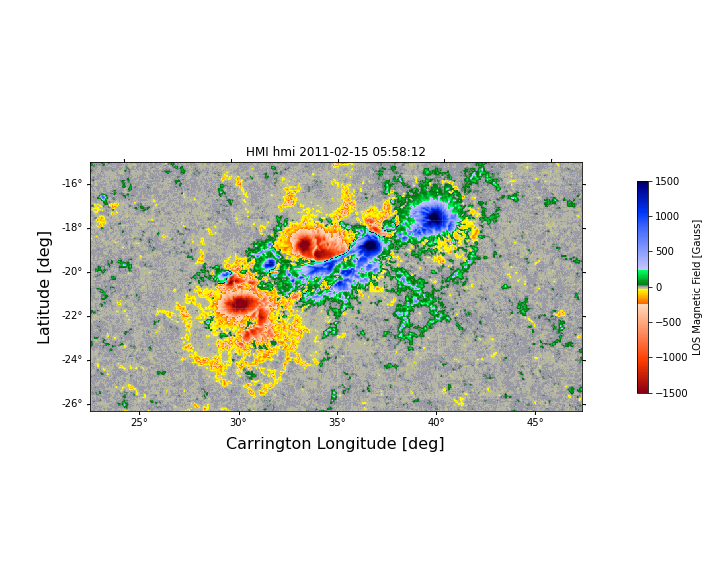 HMI hmi 2011-02-15 05:58:12
-16°
-18°
-20°
-22°
-24°
-26°
Latitude [deg]
25° 30° 35° 40° 45°
Carrington Longitude [deg]
1500
1000
500
0
−500
−1000
−1500
LOS Magnetic Field [Gauss]